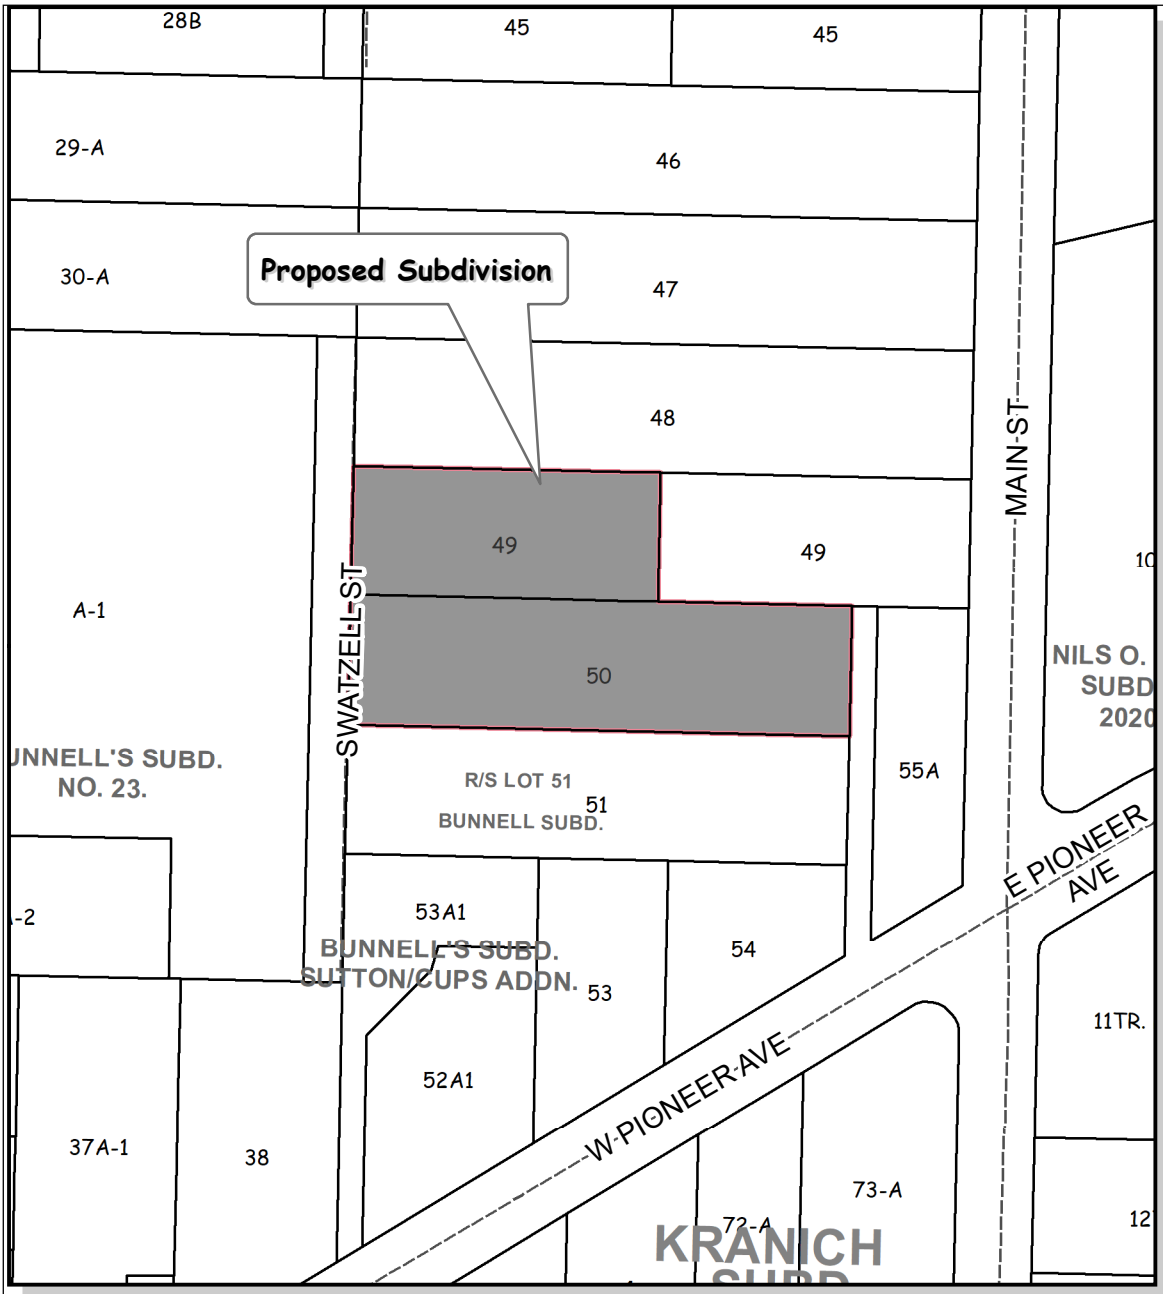 28B
45
45
29-A
46
30-A
Proposed Subdivision
47
48
MAIN ST
49
49
A-1
SWATZELL ST
50
NILS O.
SUBD
2020
UNNELL'S SUBD.
NO. 23.
R/S LOT 51
51
BUNNELL SUBD.
55A
E PIONEER
AVE
-2
53A1
BUNNELL'S SUBD.
SUTTON/CUPS ADDN.
54
53
11TR.
52A1
W PIONEER AVE
37A-1
38
73-A
72-A
KRANICH
SUBD
12